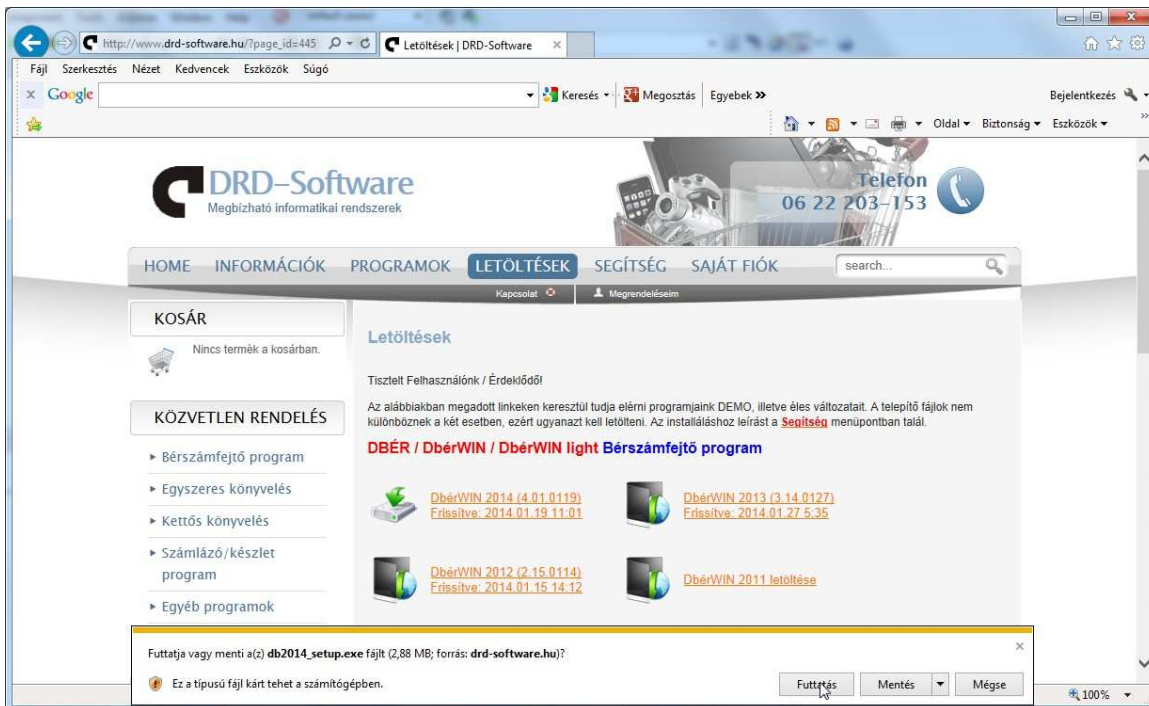 http://www.drd-software.hu/?page_id=445
Letöltések | DRD-Software
Fájl Szerkesztés Nézet Kedvencek Eszközök Súgó
Google Keresés Megosztás Egyebek Bejelentkezés
Oldal Biztonság Eszközök
DRD-Software
Megbízható informatikai rendszerek
Telefon
06 22 203-153
HOME INFORMÁCIÓK PROGRAMOK LETÖLTÉSEK SEGÍTSÉG SAJÁT FIÓK search...
Kapcsolat Megrendeléseim
KOSÁR
Nincs termék a kosárban.
KÖZVETLEN RENDELÉS
Bérszámfejtő program
Egyszeres könyvelés
Kettős könyvelés
Számlázó/készlet
program
Egyéb programok
Letöltések
Tisztelt Felhasználónk / Érdeklődő!
Az alábbiakban megadott linkeken keresztül tudja elérni programjaink DEMO, illetve éles változatait. A telepítő fájlok nem
különböznek a két esetben, ezért ugyanazt kell letölteni. Az installáláshoz leírást a Segítség menüpontban talál.
DBÉR / DbérWIN / DbérWIN light Bérszámfejtő program
DbérWIN 2014 (4.01.0119)
Frissítve: 2014.01.19 11:01
DbérWIN 2013 (3.14.0127)
Frissítve: 2014.01.27 5:35
DbérWIN 2012 (2.15.0114)
Frissítve: 2014.01.15 14:12
DbérWIN 2011 letöltése
Futtatja vagy menti a(z) db2014_setup.exe fájlt (2,88 MB; forrás: drd-software.hu)?
Ez a típusú fájl kárt tehet a számítógépben.
Futtatás Mentés Mégse
100%